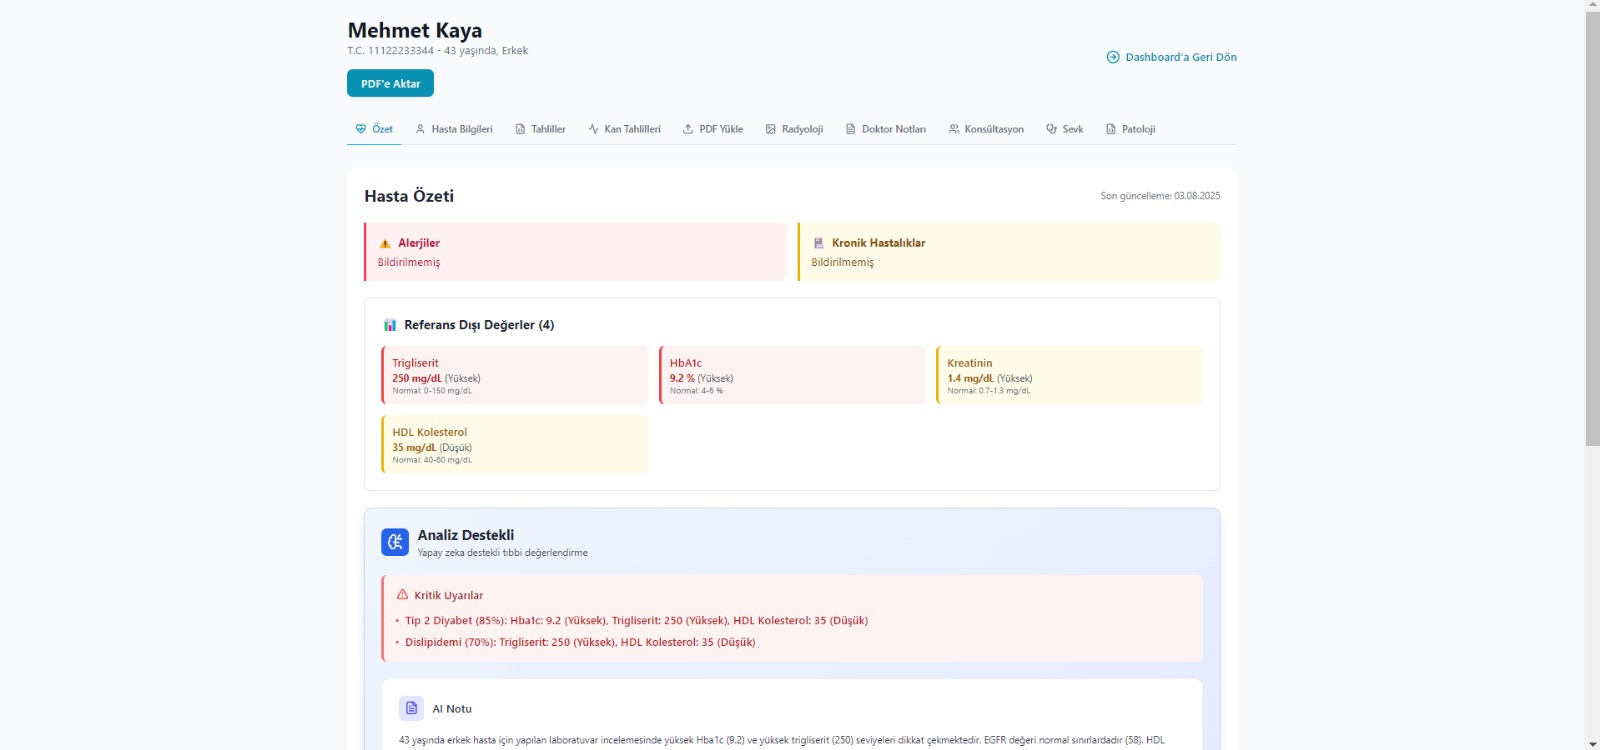 Mehmet Kaya
T.C. 11122233344 - 43 yaşında, Erkek
Dashboard'a Geri Dön
PDF'e Aktar
Özet
Hasta Bilgileri
Tahliller
Kan Tahlilleri
PDF Yükle
Radyoloji
Doktor Notları
Konsültasyon
Sevk
Patoloji
Hasta Özeti
Son güncelleme: 03.08.2025
Alerjiler
Bildirilmemiş
Kronik Hastalıklar
Bildirilmemiş
Referans Dışı Değerler (4)
Trigliserit
250 mg/dL (Yüksek)
Normal: 0-150 mg/dL
HbA1c
9.2 % (Yüksek)
Normal: 4-6 %
Kreatinin
1.4 mg/dL (Yüksek)
Normal: 0.7-1.3 mg/dL
HDL Kolesterol
35 mg/dL (Düşük)
Normal: 40-60 mg/dL
Analiz Destekli
Yapay zeka destekli tıbbi değerlendirme
Kritik Uyarılar
• Tip 2 Diyabet (85%): Hba1c: 9.2 (Yüksek), Trigliserit: 250 (Yüksek), HDL Kolesterol: 35 (Düşük)
• Dislipidemi (70%): Trigliserit: 250 (Yüksek), HDL Kolesterol: 35 (Düşük)
AI Notu
43 yaşında erkek hasta için yapılan laboratuvar incelemesinde yüksek Hba1c (9.2) ve yüksek trigliserit (250) seviyeleri dikkat çekmektedir. EGFR değeri normal sınırlardadır (58). HDL